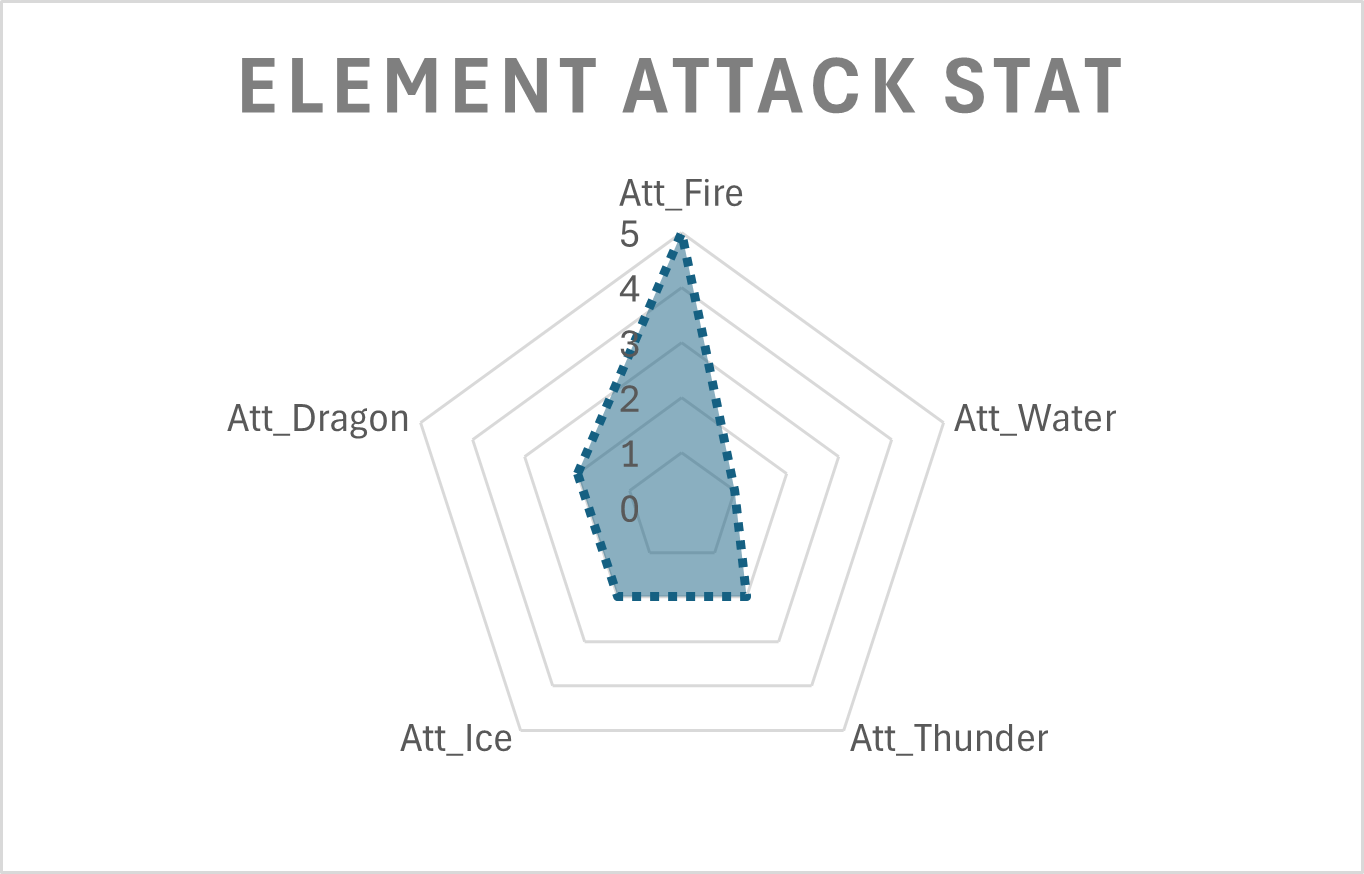 ELEMENT ATTACK STAT
Att_Fire
5
4
3
2
1
0
Att_Dragon
Att_Water
Att_Ice
Att_Thunder